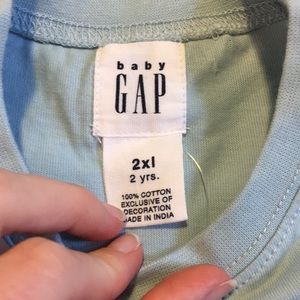 baby
GAP
2xl
2 yrs.
100% COTTON
EXCLUSIVE OF
DECORATION
MADE IN INDIA